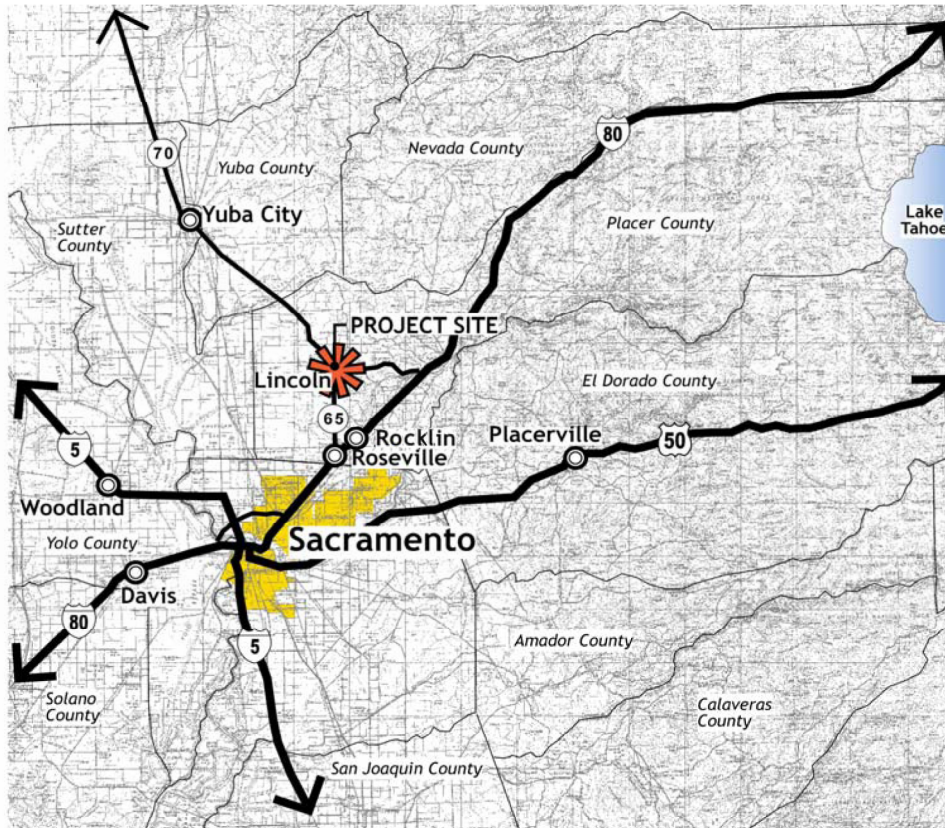 70
Yuba County
Nevada County
80
Yuba City
Sutter
County
Placer County
Lake
Tahoe
PROJECT SITE
Lincoln
El Dorado County
65
Rocklin
Roseville
Placerville
50
5
Woodland
Sacramento
Yolo County
Davis
80
5
Amador County
Solano
County
Calaveras
County
San Joaquin County